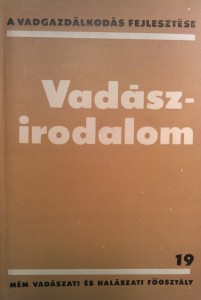 A VADGAZDÁLKODÁS FEJLESZTÉSE
Vadász-
irodalom
19
MÉM VADÁSZATI ÉS HALÁSZATI FŐOSZTÁLY